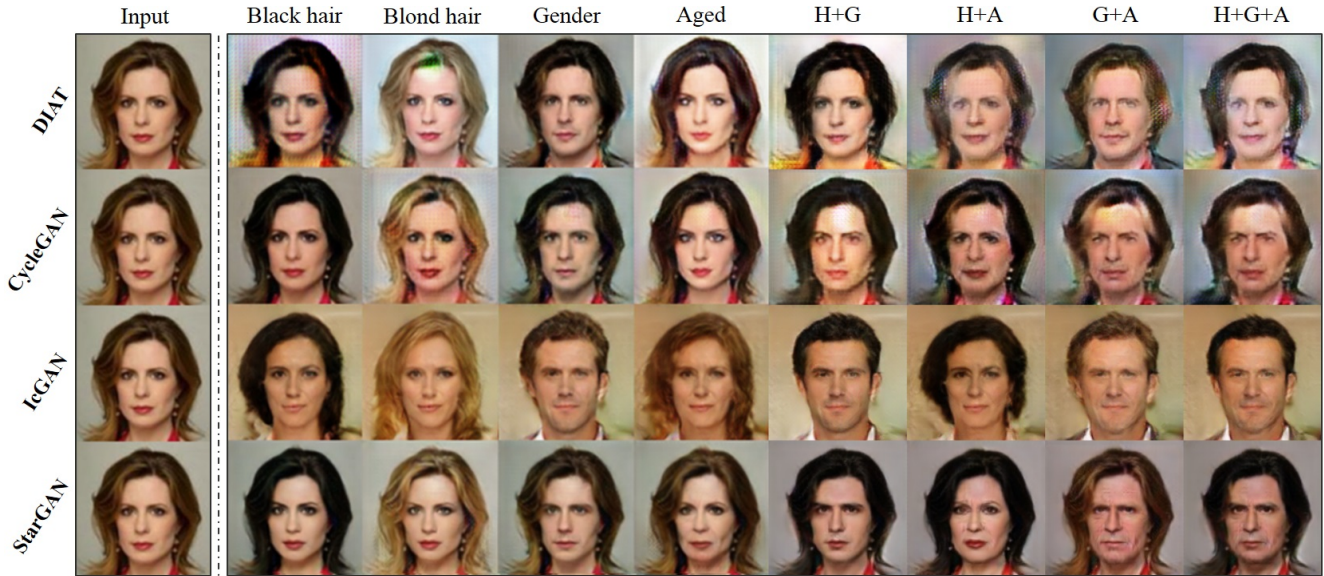 Input Black hair Blond hair Gender Aged H+G H+A G+A H+G+A
DIAT
CycleGAN
IcGAN
StarGAN